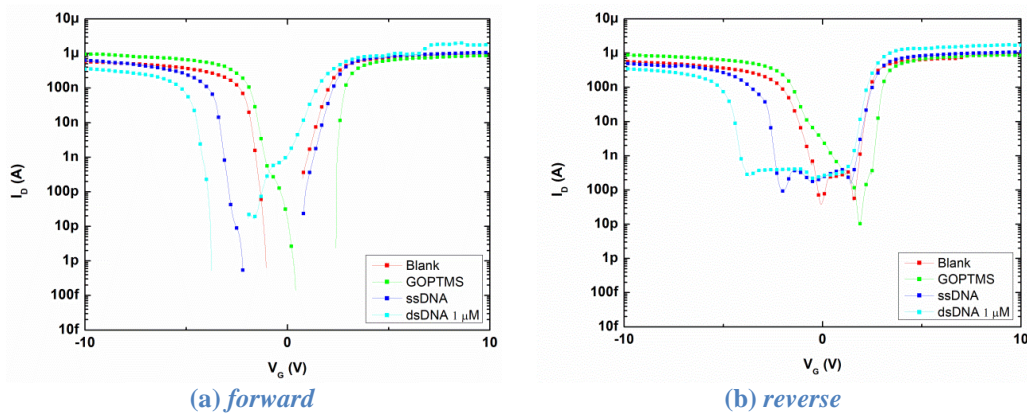 10µ
1µ
100n
10n
1n
100p
10p
1p
100f
10f
I_D (A)
-10
-5
0
5
10
V_G (V)
Blank
GOPTMS
ssDNA
dsDNA 1 µM
(a) forward
10µ
1µ
100n
10n
1n
100p
10p
1p
100f
10f
I_D (A)
-10
-5
0
5
10
V_G (V)
Blank
GOPTMS
ssDNA
dsDNA 1 µM
(b) reverse